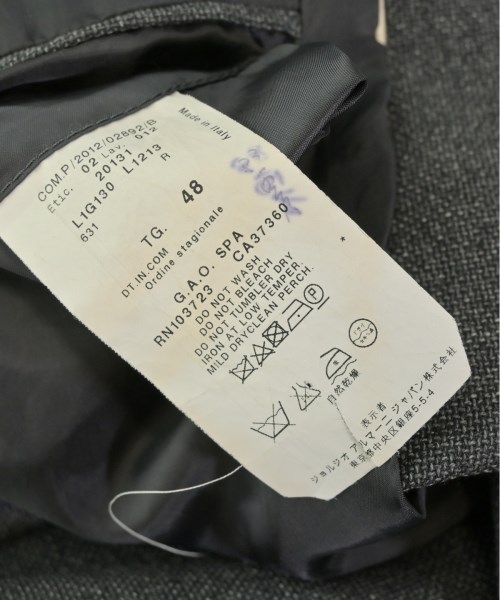 COM.P/2012/02892/B
Etic. 02 Lav. 012
20131
L1G130 L1213
631 R
Made in Italy
TG. 48
DT.IN.COM
Ordine stagionale
G.A.O. SPA
RN103723 CA37360
DO NOT WASH
DO NOT BLEACH
DO NOT TUMBLER DRY
IRON AT LOW TEMPER.
MILD DRYCLEAN PERCH.
P
自然乾燥
表示者
ジョルジオ アルマーニ ジャパン株式会社
東京都中央区銀座5-5-4